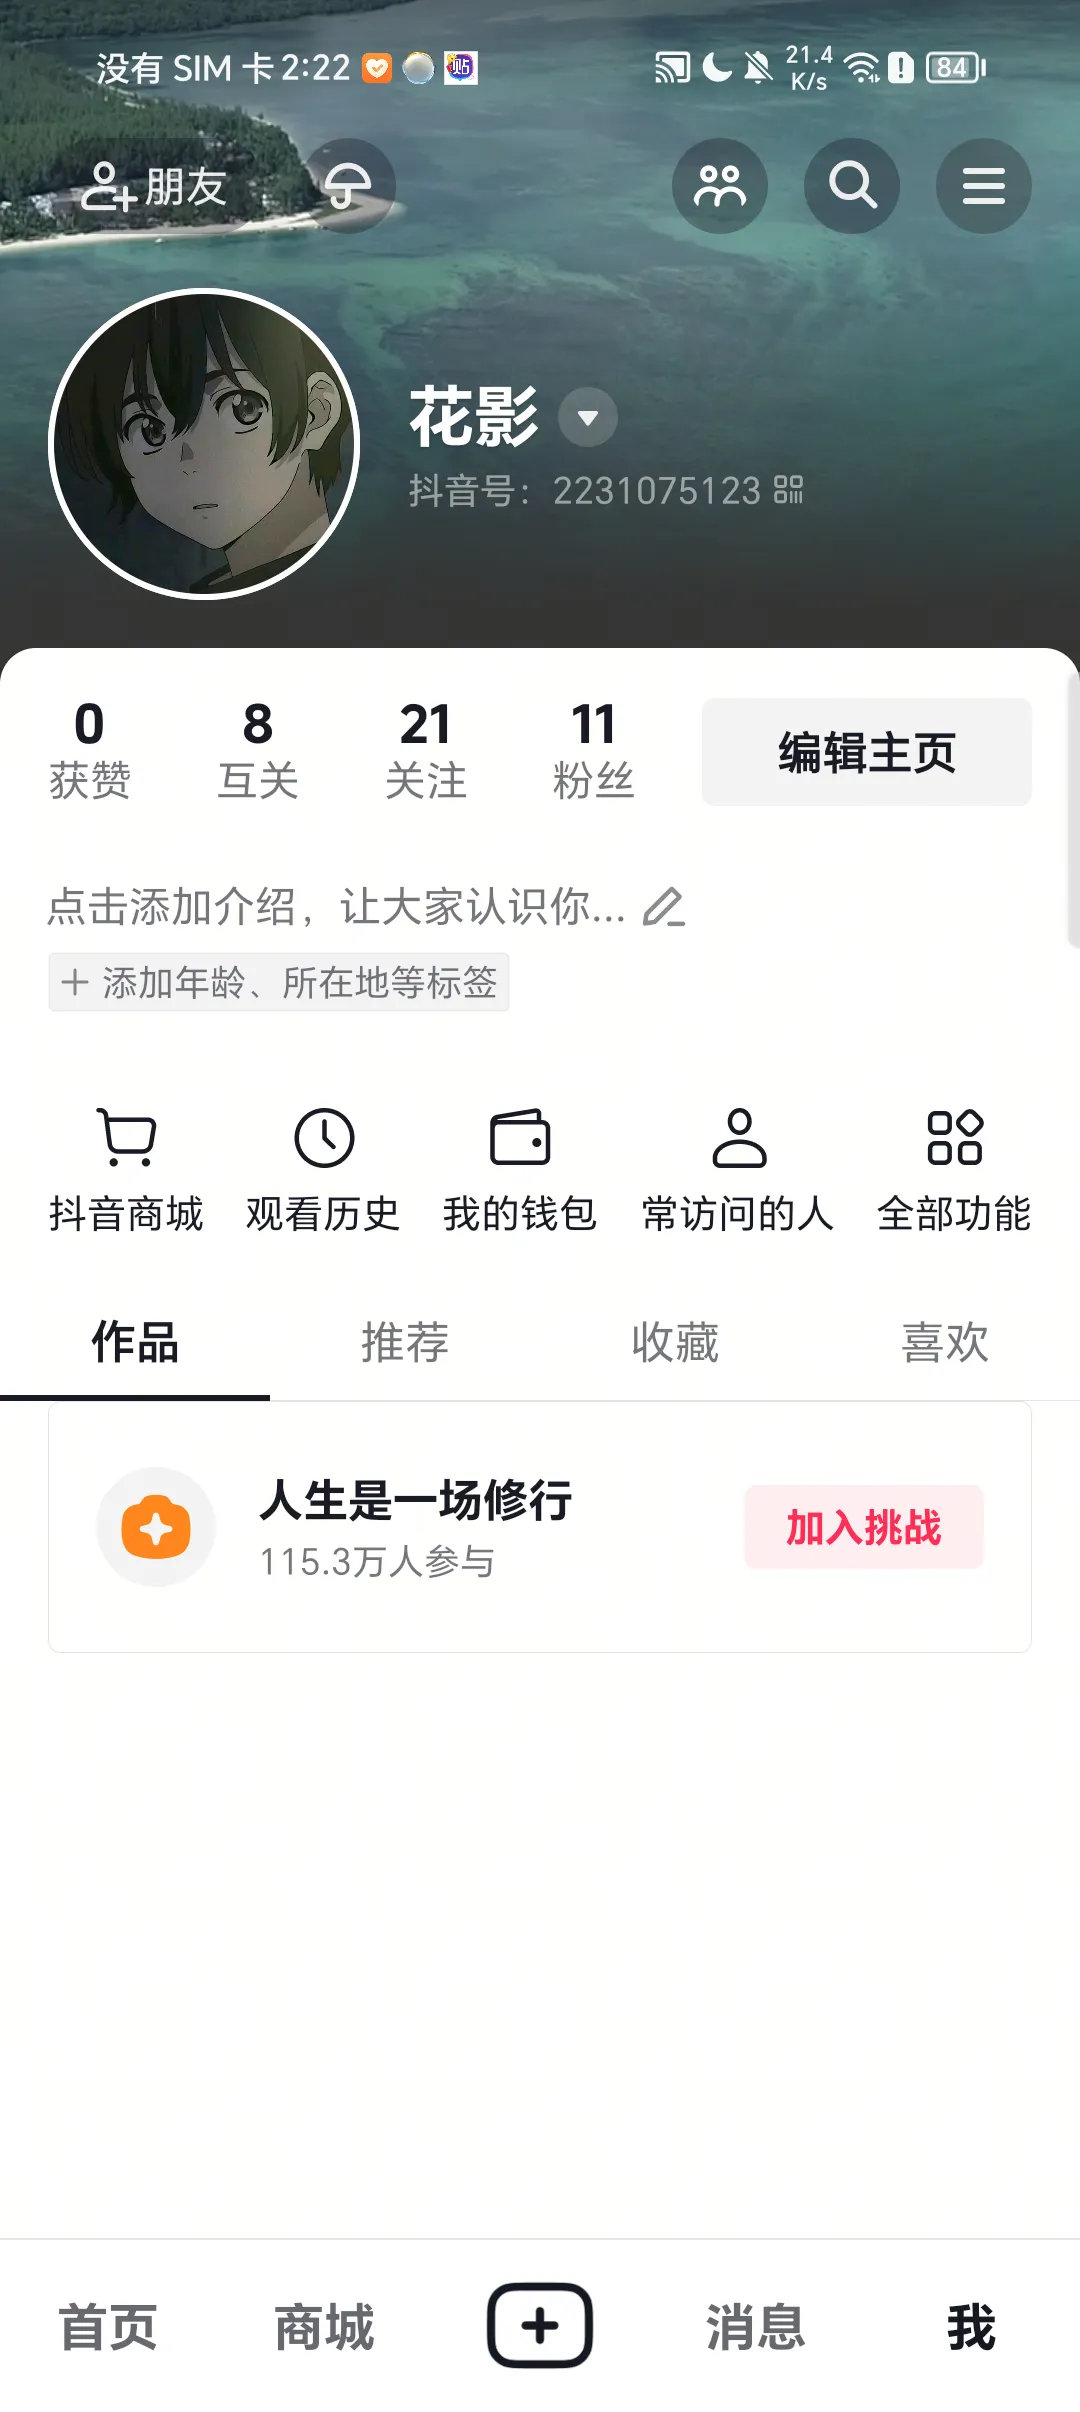 没有 SIM 卡 2:22 贴 21.4 K/s 84
朋友
花影
抖音号：2231075123
0 8 21 11
获赞 互关 关注 粉丝
编辑主页
点击添加介绍，让大家认识你...
+ 添加年龄、所在地等标签
抖音商城 观看历史 我的钱包 常访问的人 全部功能
作品 推荐 收藏 喜欢
人生是一场修行
115.3万人参与
加入挑战
首页 商城 消息 我